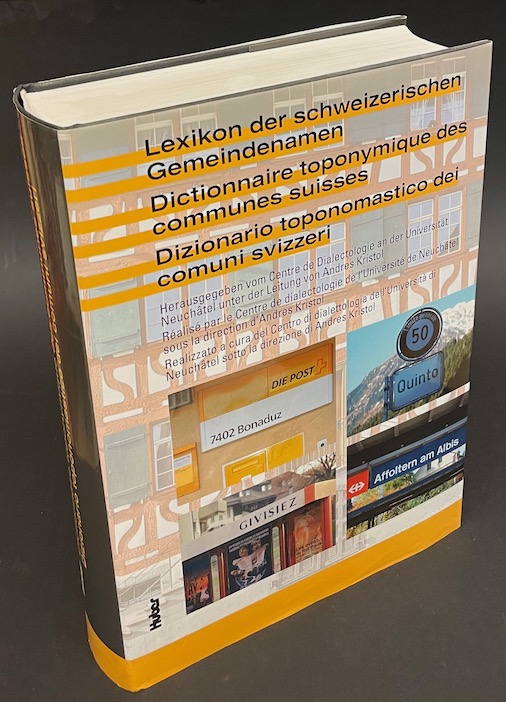 Lexikon der schweizerischen
Gemeindenamen
Dictionnaire toponymique des
communes suisses
Dizionario toponomastico dei
comuni svizzeri
Herausgegeben vom Centre de Dialectologie an der Universität
Neuchâtel unter der Leitung von Andres Kristol
Réalisé par le Centre de dialectologie de l'Université de Neuchâtel
sous la direction d'Andres Kristol
Realizzato a cura del Centro di dialettologia dell'Università di
Neuchâtel sotto la direzione di Andres Kristol
DIE POST
7402 Bonaduz
50
Quinto
Affoltern am Albis
GIVISIEZ
Huber